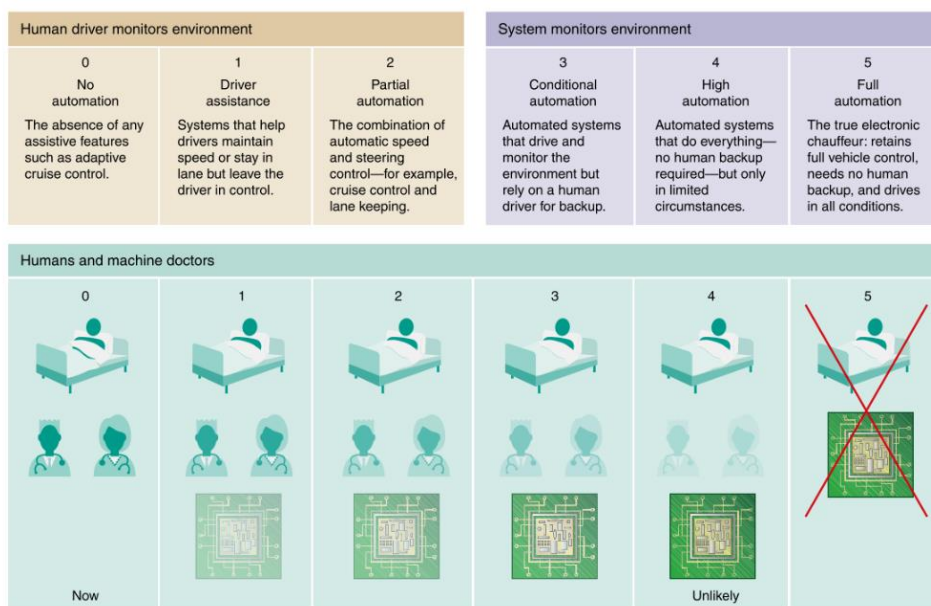 Human driver monitors environment
System monitors environment
0
No
automation
The absence of any
assistive features
such as adaptive
cruise control.
1
Driver
assistance
Systems that help
drivers maintain
speed or stay in
lane but leave the
driver in control.
2
Partial
automation
The combination of
automatic speed
and steering
control—for example,
cruise control and
lane keeping.
3
Conditional
automation
Automated systems
that drive and
monitor the
environment but
rely on a human
driver for backup.
4
High
automation
Automated systems
that do everything—
no human backup
required—but only
in limited
circumstances.
5
Full
automation
The true electronic
chauffeur: retains
full vehicle control,
needs no human
backup, and drives
in all conditions.
Humans and machine doctors
0
1
2
3
4
5
Now
Unlikely